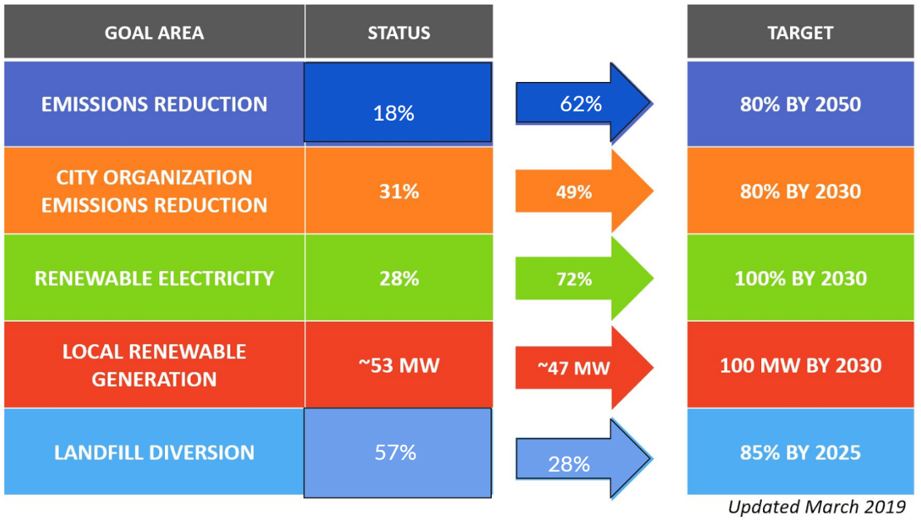 GOAL AREA STATUS TARGET
EMISSIONS REDUCTION 18% 62% 80% BY 2050
CITY ORGANIZATION
EMISSIONS REDUCTION 31% 49% 80% BY 2030
RENEWABLE ELECTRICITY 28% 72% 100% BY 2030
LOCAL RENEWABLE
GENERATION ~53 MW ~47 MW 100 MW BY 2030
LANDFILL DIVERSION 57% 28% 85% BY 2025
Updated March 2019